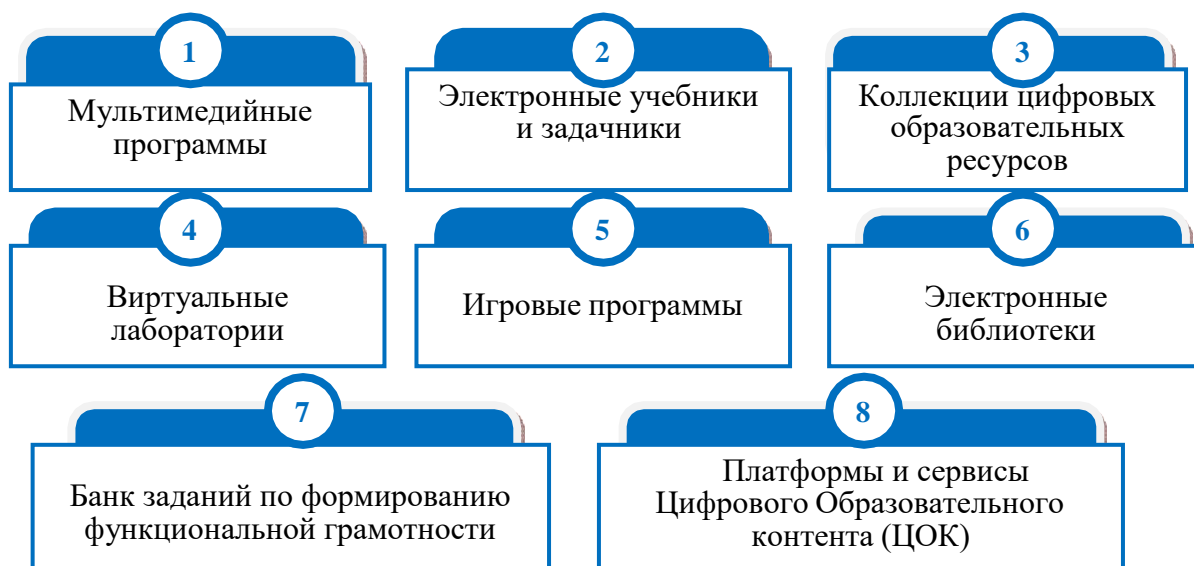 1
Мультимедийные
программы
2
Электронные учебники
и задачники
3
Коллекции цифровых
образовательных
ресурсов
4
Виртуальные
лаборатории
5
Игровые программы
6
Электронные
библиотеки
7
Банк заданий по формированию
функциональной грамотности
8
Платформы и сервисы
Цифрового Образовательного
контента (ЦОК)